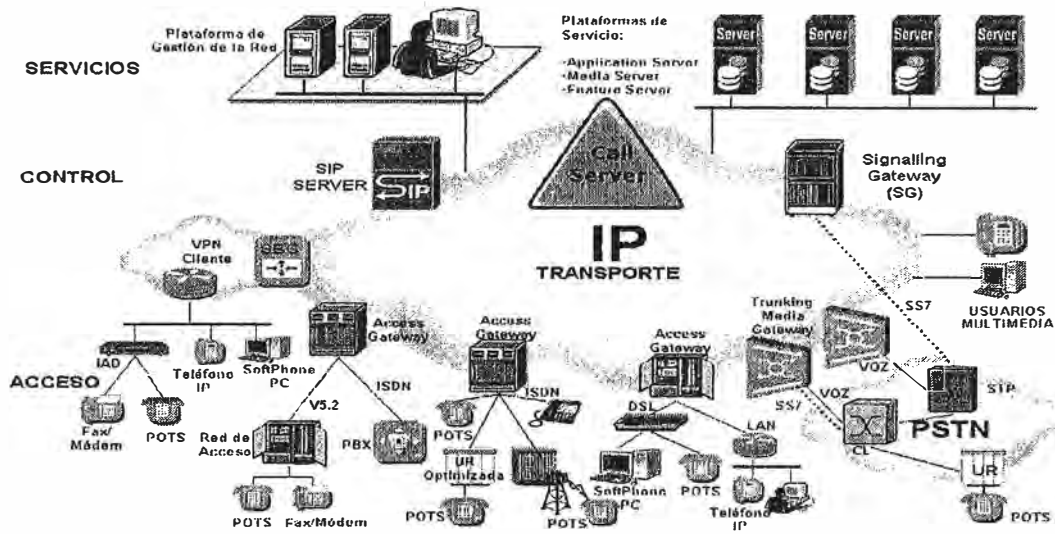 Plataforma de
Gestión de la Red
SERVICIOS
Plataformas de
Servicio:
-Application Server
-Media Server
-Feature Server
Server
Server
Server
Server
CONTROL
SIP
SERVER
SIP
Call
Server
Signalling
Gateway
(SG)
IP
TRANSPORTE
VPN
Cliente
USUARIOS
MULTIMEDIA
SS7
Access
Gateway
Access
Gateway
Access
Gateway
Trunking
Media
Gateway
VOZ
VOZ
SS7
STP
PSTN
CL
UR
POTS
ACCESO
IAD
Teléfono
IP
SoftPhone
PC
Fax/
Módem
POTS
V5.2
ISDN
Red de
Acceso
PBX
POTS
Fax/Módem
ISDN
POTS
UR
Optimizada
POTS
POTS
DSL
LAN
SoftPhone
PC
POTS
Teléfono
IP